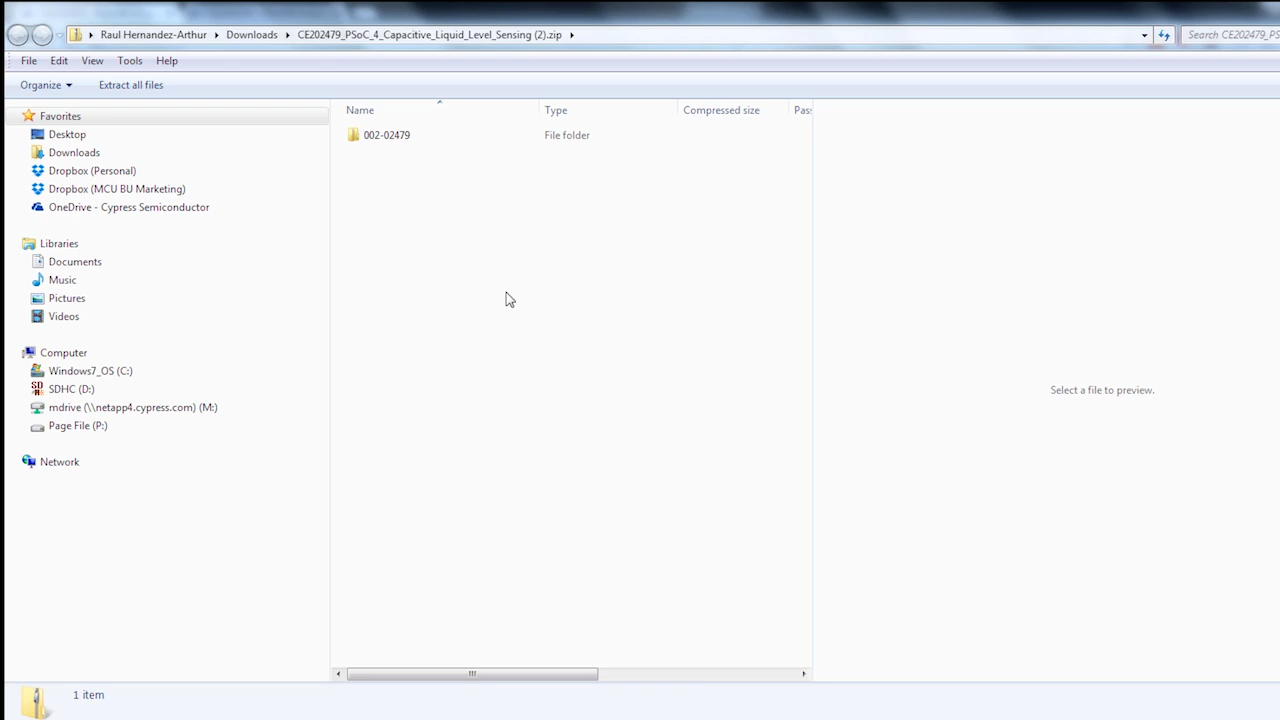 Raul Hernandez-Arthur Downloads CE202479_PSoC_4_Capacitive_Liquid_Level_Sensing (2).zip
Search CE202479_PS
File Edit View Tools Help
Organize Extract all files
Favorites
Desktop
Downloads
Dropbox (Personal)
Dropbox (MCU BU Marketing)
OneDrive - Cypress Semiconductor
Libraries
Documents
Music
Pictures
Videos
Computer
Windows7_OS (C:)
SDHC (D:)
mdrive (\\netapp4.cypress.com) (M:)
Page File (P:)
Network
Name Type Compressed size Pas
002-02479 File folder
Select a file to preview.
1 item